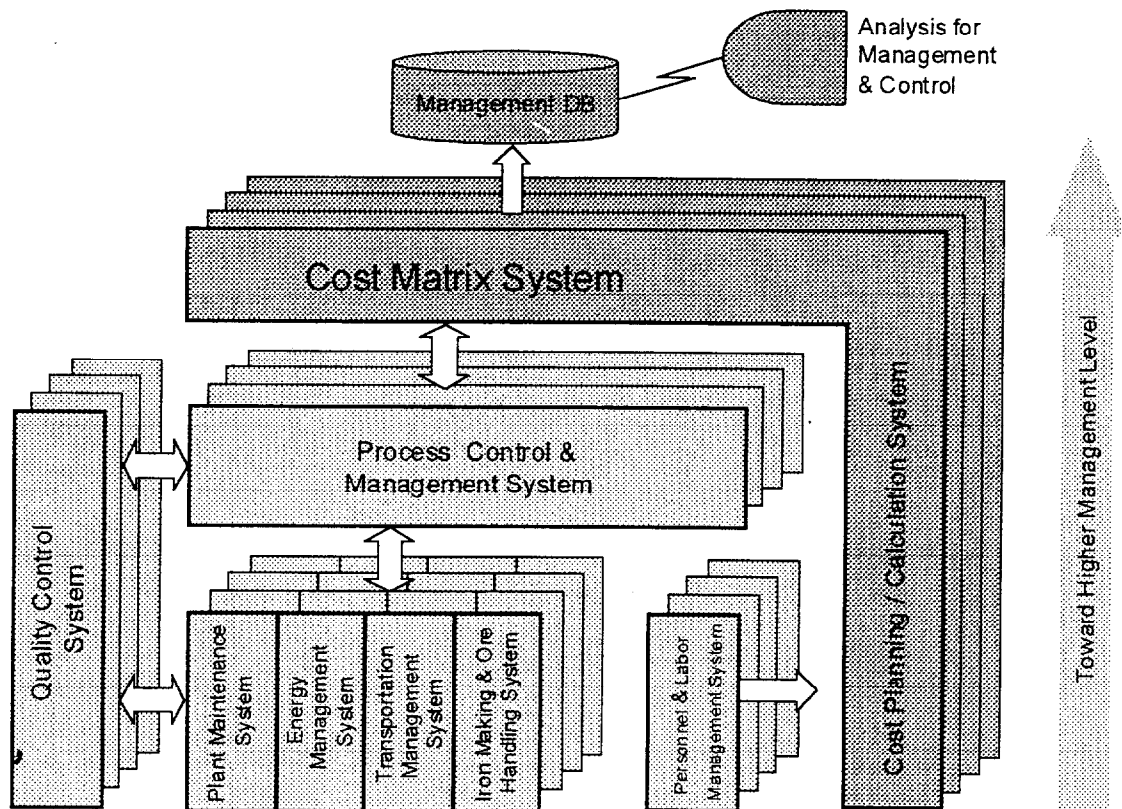 Analysis for
Management
& Control
Management DB
Cost Matrix System
Process Control &
Management System
Quality Control
System
Plant Maintenance
System
Energy
Management
System
Transportation
Management
System
Iron Making & Ore
Handling System
Personnel & Labor
Management System
Cost Planning / Calculation System
Toward Higher Management Level